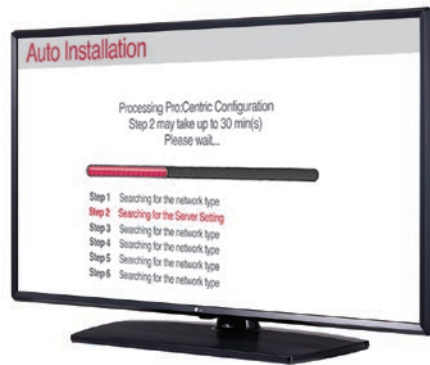 Auto Installation
Processing Pro:Centric Configuration
Step 2 may take up to 30 min(s)
Please wait...
Step 1 Searching for the network type
Step 2 Searching for the Server Setting
Step 3 Searching for the network type
Step 4 Searching for the network type
Step 5 Searching for the network type
Step 6 Searching for the network type